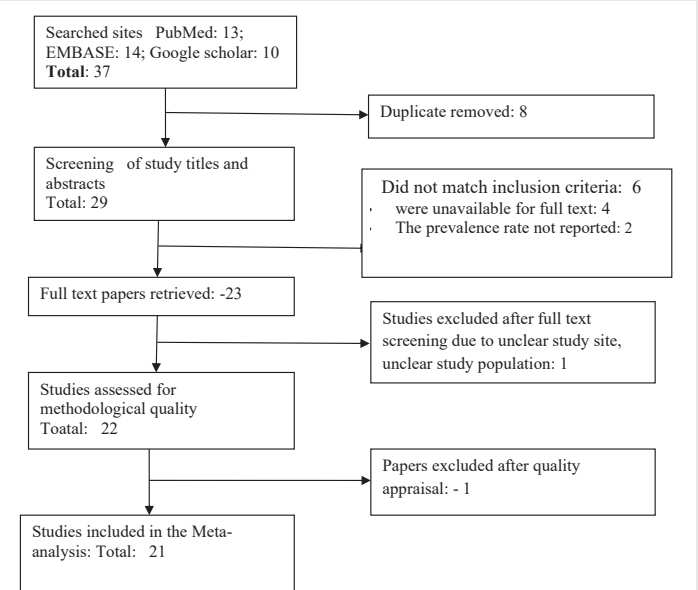 Searched sites PubMed: 13;
EMBASE: 14; Google scholar: 10
Total: 37
Duplicate removed: 8
Screening of study titles and
abstracts
Total: 29
Did not match inclusion criteria: 6
were unavailable for full text: 4
The prevalence rate not reported: 2
Full text papers retrieved: -23
Studies excluded after full text
screening due to unclear study site,
unclear study population: 1
Studies assessed for
methodological quality
Toatal: 22
Papers excluded after quality
appraisal: - 1
Studies included in the Meta-
analysis: Total: 21